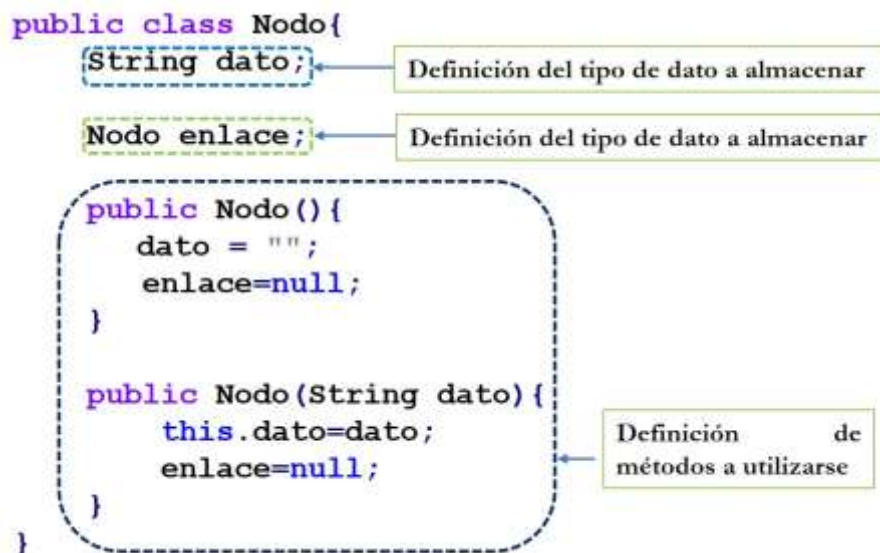 public class Nodo{
String dato;
Definición del tipo de dato a almacenar
Nodo enlace;
Definición del tipo de dato a almacenar
public Nodo(){
dato = "";
enlace=null;
}
public Nodo(String dato){
this.dato=dato;
enlace=null;
}
Definición de
métodos a utilizarse
}